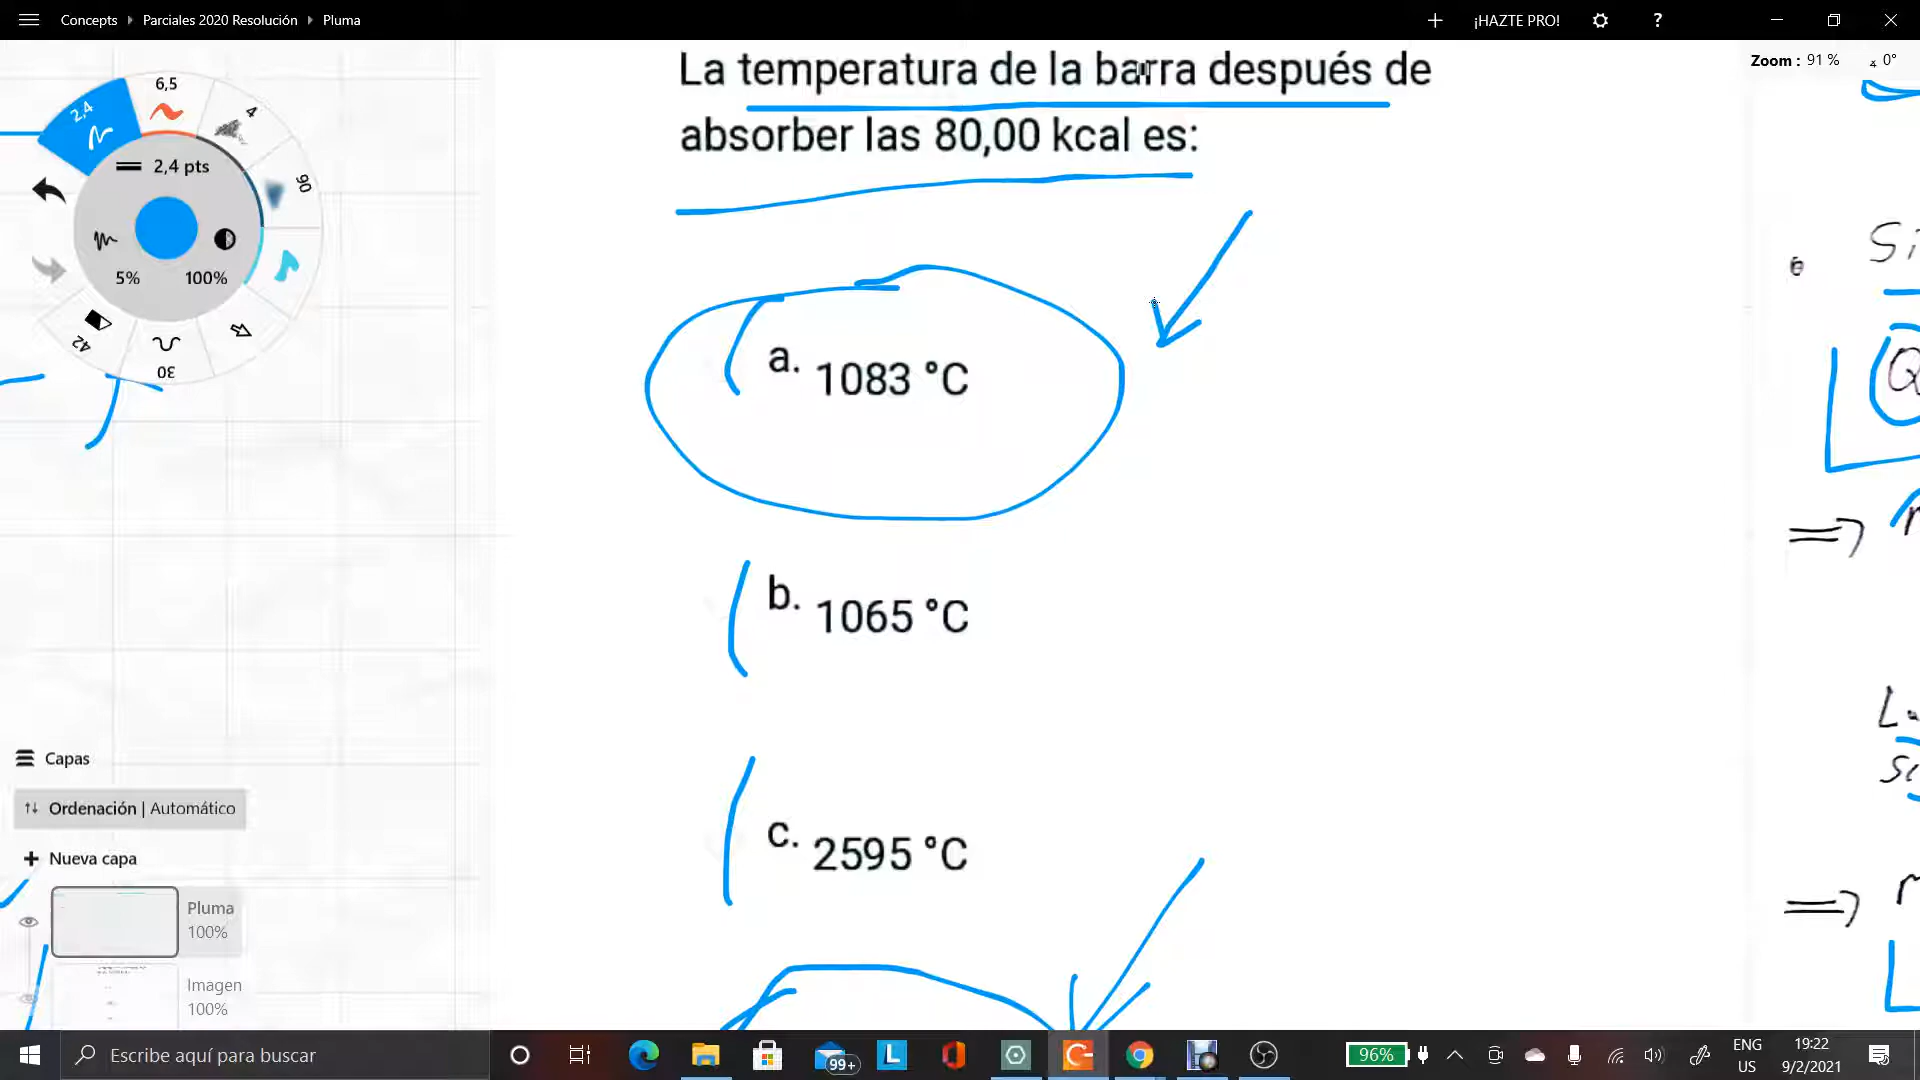 Concepts ▸ Parciales 2020 Resolución ▸ Pluma
¡HAZTE PRO!
?
Zoom : 91 % 0°
La temperatura de la barra después de
absorber las 80,00 kcal es:
a. 1083 °C
b. 1065 °C
c. 2595 °C
2,4
6,5
4
90
2,4 pts
5% 100%
42
30
Capas
Ordenación | Automático
+ Nueva capa
Pluma
100%
Imagen
100%
Si
Q
=>
=>
Escribe aquí para buscar
99+
L
96%
ENG
US
19:22
9/2/2021